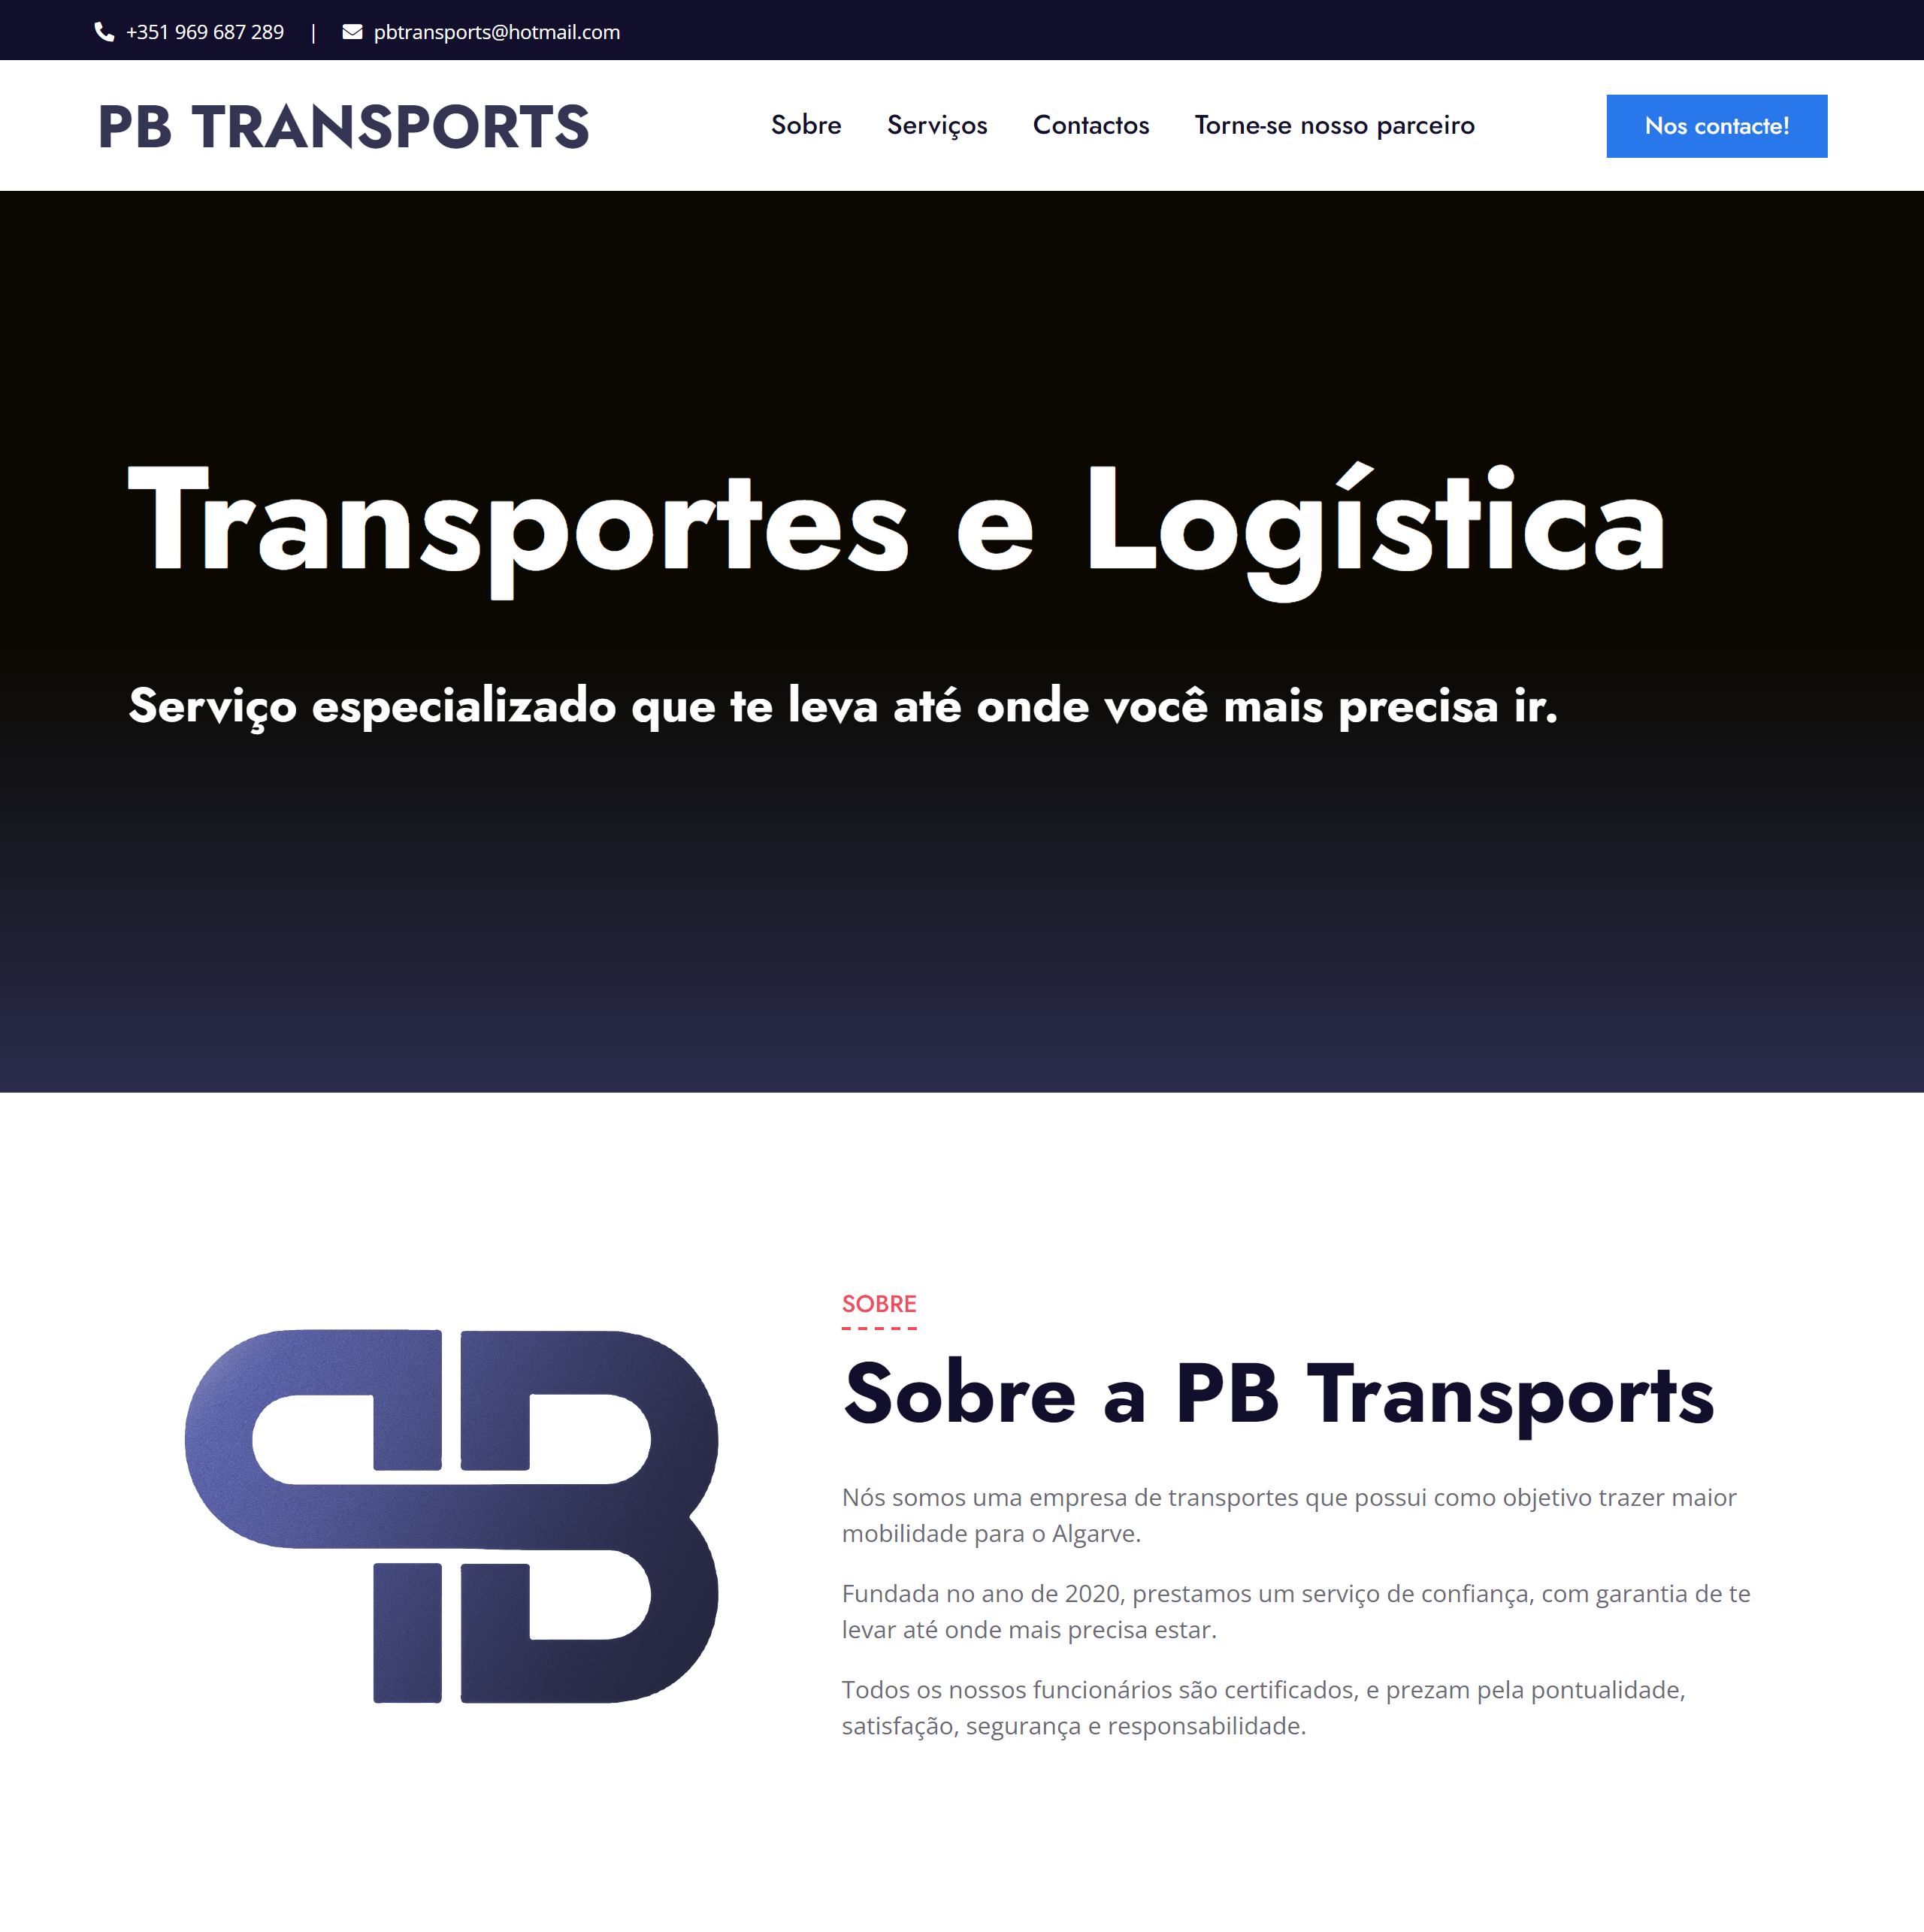 +351 969 687 289 | pbtransports@hotmail.com
PB TRANSPORTS
Sobre Serviços Contactos Torne-se nosso parceiro Nos contacte!
Transportes e Logística
Serviço especializado que te leva até onde você mais precisa ir.
PB
SOBRE
Sobre a PB Transports
Nós somos uma empresa de transportes que possui como objetivo trazer maior
mobilidade para o Algarve.
Fundada no ano de 2020, prestamos um serviço de confiança, com garantia de te
levar até onde mais precisa estar.
Todos os nossos funcionários são certificados, e prezam pela pontualidade,
satisfação, segurança e responsabilidade.